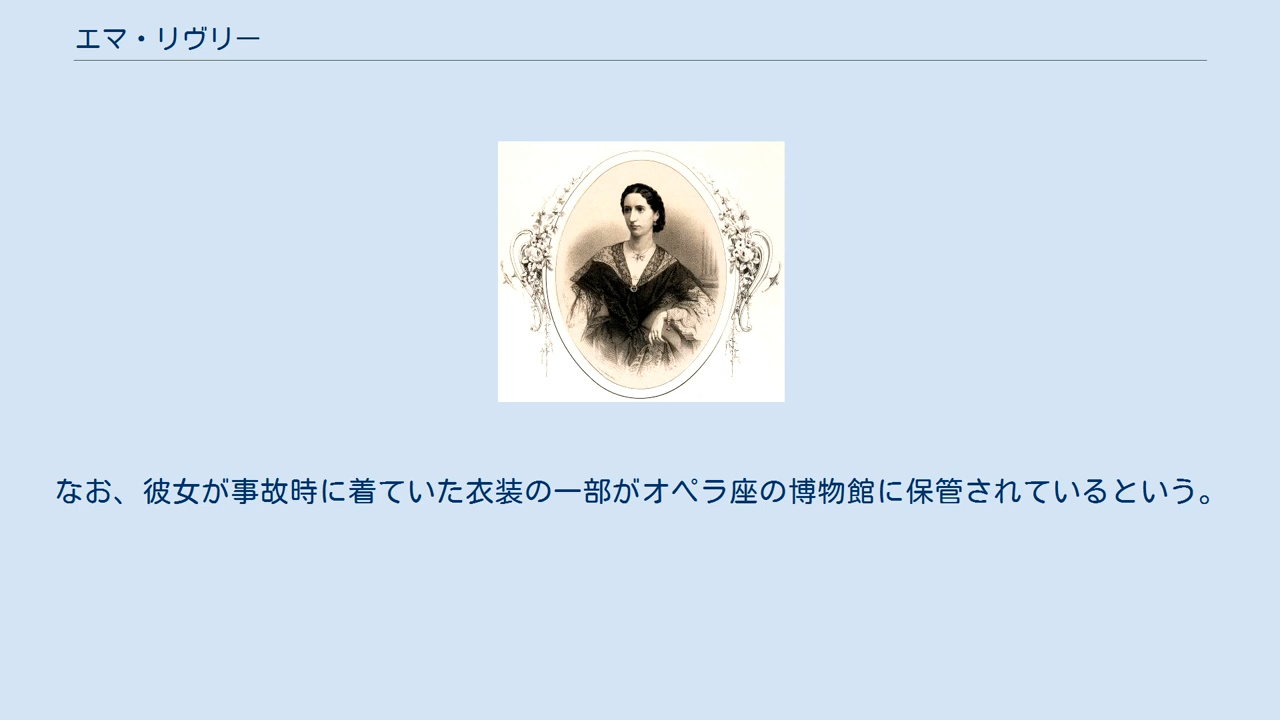 エマ・リヴリー
なお、彼女が事故時に着ていた衣装の一部がオペラ座の博物館に保管されているという。